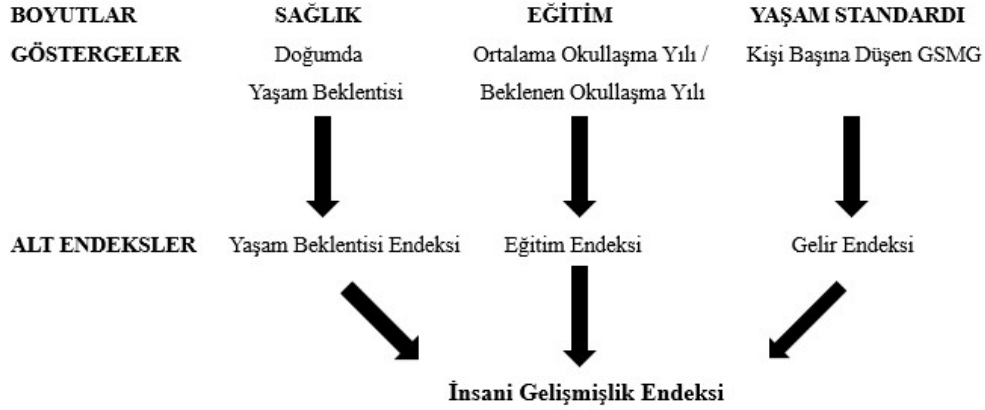 BOYUTLAR SAĞLIK EĞİTİM YAŞAM STANDARDI
GÖSTERGELER Doğumda Ortalama Okullaşma Yılı / Kişi Başına Düşen GSMG
Yaşam Beklentisi Beklenen Okullaşma Yılı
ALT ENDEKSLER Yaşam Beklentisi Endeksi Eğitim Endeksi Gelir Endeksi
İnsani Gelişmişlik Endeksi